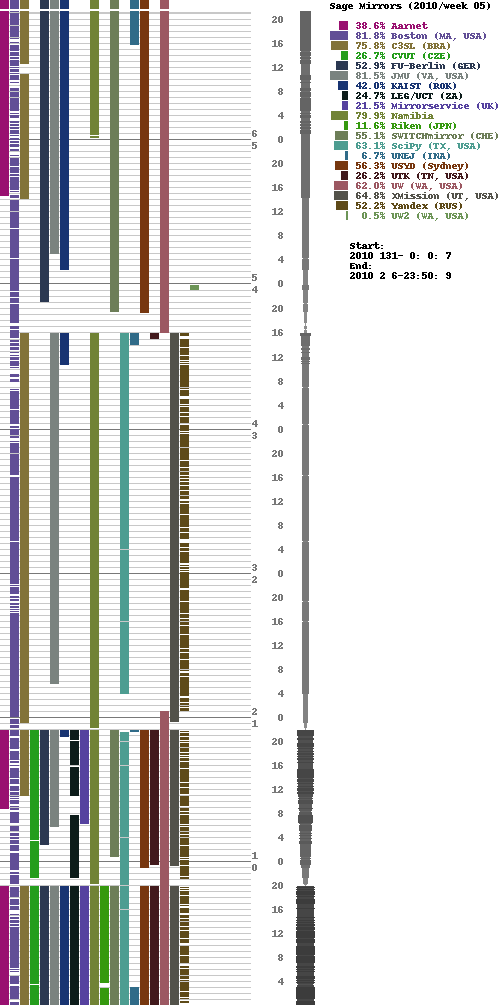 Sage Mirrors (2010/week 05)
38.6% Aarnet
81.8% Boston (MA, USA)
75.8% C3SL (BRA)
26.7% CVUT (CZE)
52.9% FU-Berlin (GER)
81.5% JMU (VA, USA)
42.0% KAIST (ROK)
24.7% LEG/UCT (ZA)
21.5% Mirrorservice (UK)
79.9% Namibia
11.6% Riken (JPN)
55.1% SWITCHmirror (CHE)
63.1% SciPy (TX, USA)
6.7% UNEJ (INA)
56.3% USYD (Sydney)
26.2% UTK (TN, USA)
62.0% UW (WA, USA)
64.8% XMission (UT, USA)
52.2% Yandex (RUS)
0.5% UW2 (WA, USA)
Start:
2010 131- 0: 0: 7
End:
2010 2 6-23:50: 9
20
16
12
8
4
6
0
5
20
16
12
8
4
5
0
4
20
16
12
8
4
4
0
3
20
16
12
8
4
3
0
2
20
16
12
8
4
2
0
1
20
16
12
8
4
1
0
0
20
16
12
8
4